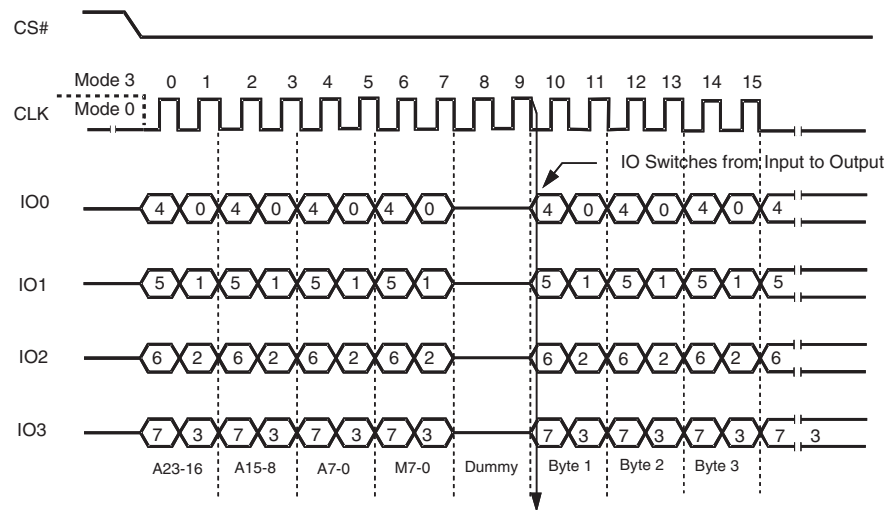 CS#
Mode 3 0 1 2 3 4 5 6 7 8 9 10 11 12 13 14 15
CLK Mode 0
IO Switches from Input to Output
IO0 4 0 4 0 4 0 4 0 4 0 4 0 4 0 4
IO1 5 1 5 1 5 1 5 1 5 1 5 1 5 1 5
IO2 6 2 6 2 6 2 6 2 6 2 6 2 6 2 6
IO3 7 3 7 3 7 3 7 3 7 3 7 3 7 3 7 3
A23-16 A15-8 A7-0 M7-0 Dummy Byte 1 Byte 2 Byte 3